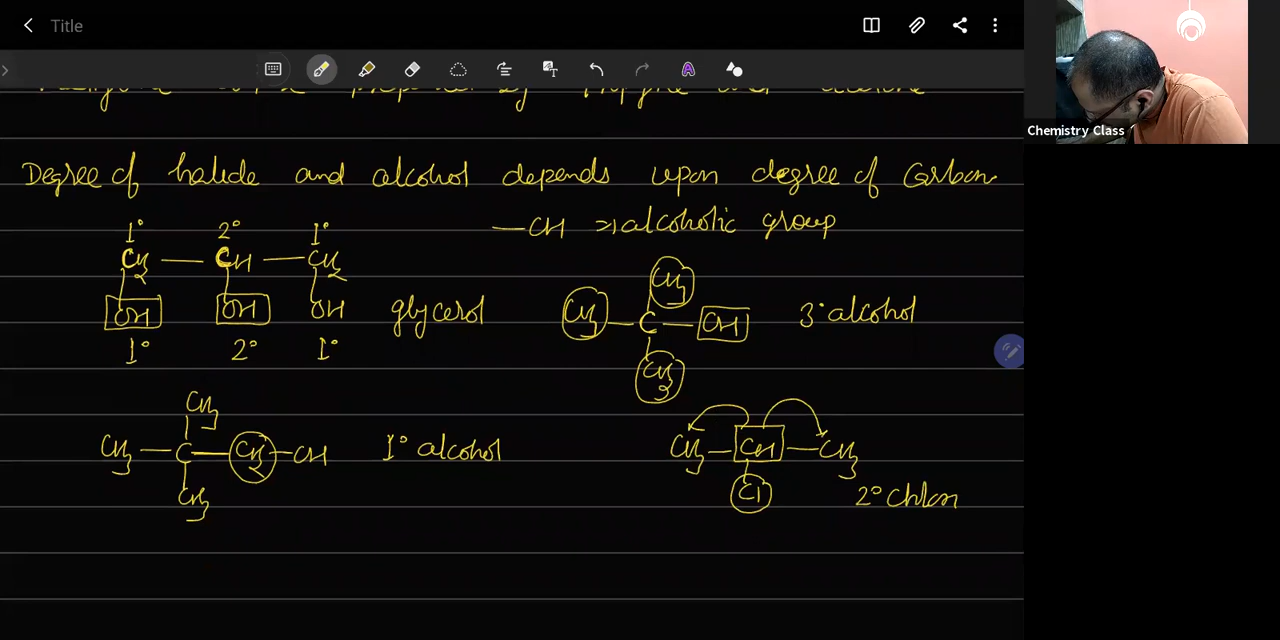 Title
Chemistry Class
Degree of halide and alcohol depends upon degree of Carbon
—OH ⇒ alcoholic group
1° 2° 1°
CH2 — CH — CH2
OH OH OH glycerol
1° 2° 1°
CH3
CH3 — C — OH 3° alcohol
CH3
CH3
CH3 — C — CH2 — OH 1° alcohol
CH3
CH3 — CH — CH3
Cl 2° Chloro